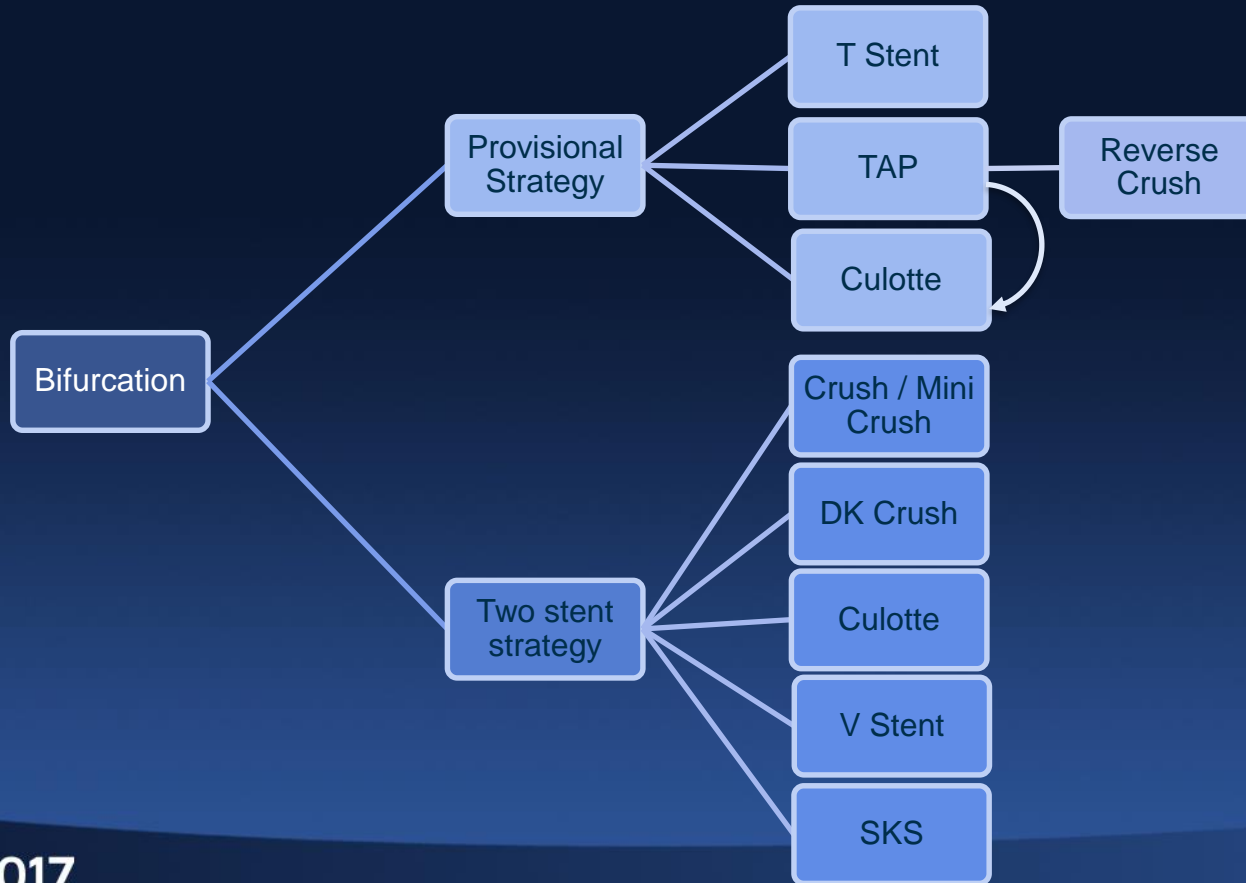 Bifurcation
Provisional
Strategy
T Stent
TAP
Culotte
Reverse
Crush
Two stent
strategy
Crush / Mini
Crush
DK Crush
Culotte
V Stent
SKS
017